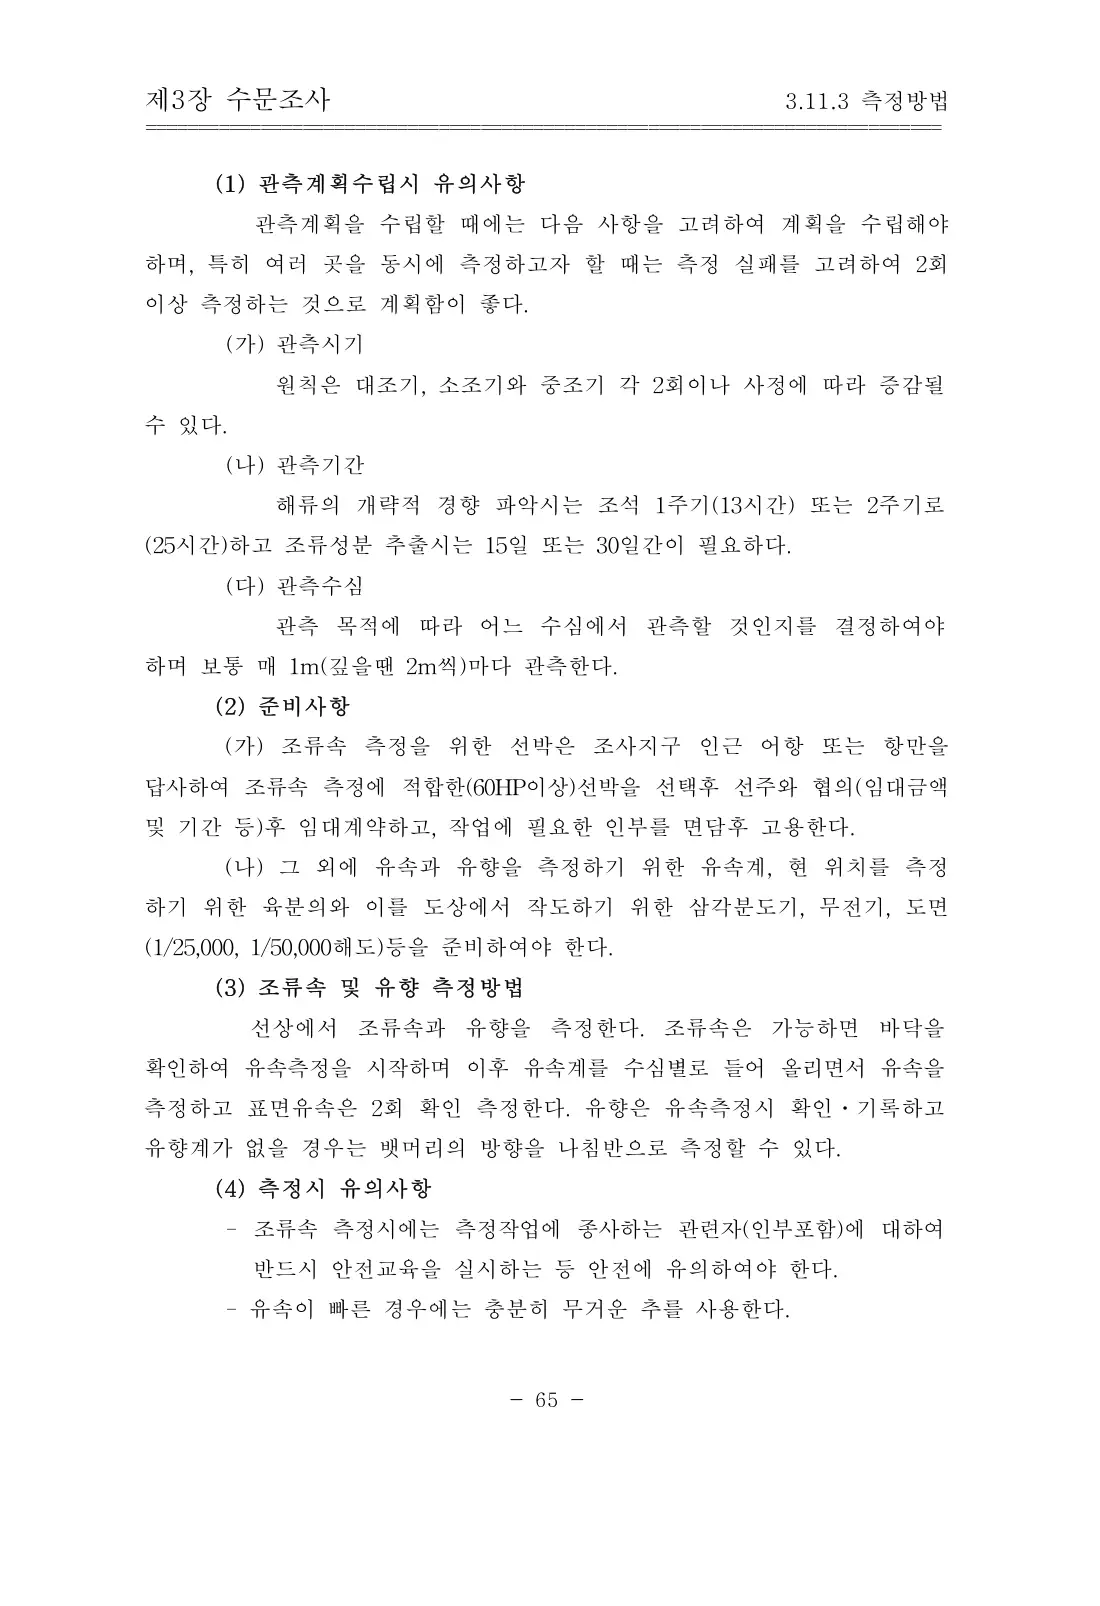 제3장 수문조사
3.11.3 측정방법
(1) 관측계획수립시 유의사항
관측계획을 수립할 때에는 다음 사항을 고려하여 계획을 수립해야
하며, 특히 여러 곳을 동시에 측정하고자 할 때는 측정 실패를 고려하여 2회
이상 측정하는 것으로 계획함이 좋다.
(가) 관측시기
원칙은 대조기, 소조기와 중조기 각 2회이나 사정에 따라 증감될
수 있다.
(나) 관측기간
해류의 개략적 경향 파악시는 조석 1주기(13시간) 또는 2주기로
(25시간)하고 조류성분 추출시는 15일 또는 30일간이 필요하다.
(다) 관측수심
관측 목적에 따라 어느 수심에서 관측할 것인지를 결정하여야
하며 보통 매 1m(깊을땐 2m씩)마다 관측한다.
(2) 준비사항
(가) 조류속 측정을 위한 선박은 조사지구 인근 어항 또는 항만을
답사하여 조류속 측정에 적합한(60HP이상)선박을 선택후 선주와 협의(임대금액
및 기간 등)후 임대계약하고, 작업에 필요한 인부를 면담후 고용한다.
(나) 그 외에 유속과 유향을 측정하기 위한 유속계, 현 위치를 측정
하기 위한 육분의와 이를 도상에서 작도하기 위한 삼각분도기, 무전기, 도면
(1/25,000, 1/50,000해도)등을 준비하여야 한다.
(3) 조류속 및 유향 측정방법
선상에서 조류속과 유향을 측정한다. 조류속은 가능하면 바닥을
확인하여 유속측정을 시작하며 이후 유속계를 수심별로 들어 올리면서 유속을
측정하고 표면유속은 2회 확인 측정한다. 유향은 유속측정시 확인・기록하고
유향계가 없을 경우는 뱃머리의 방향을 나침반으로 측정할 수 있다.
(4) 측정시 유의사항
- 조류속 측정시에는 측정작업에 종사하는 관련자(인부포함)에 대하여
반드시 안전교육을 실시하는 등 안전에 유의하여야 한다.
- 유속이 빠른 경우에는 충분히 무거운 추를 사용한다.
- 65 -